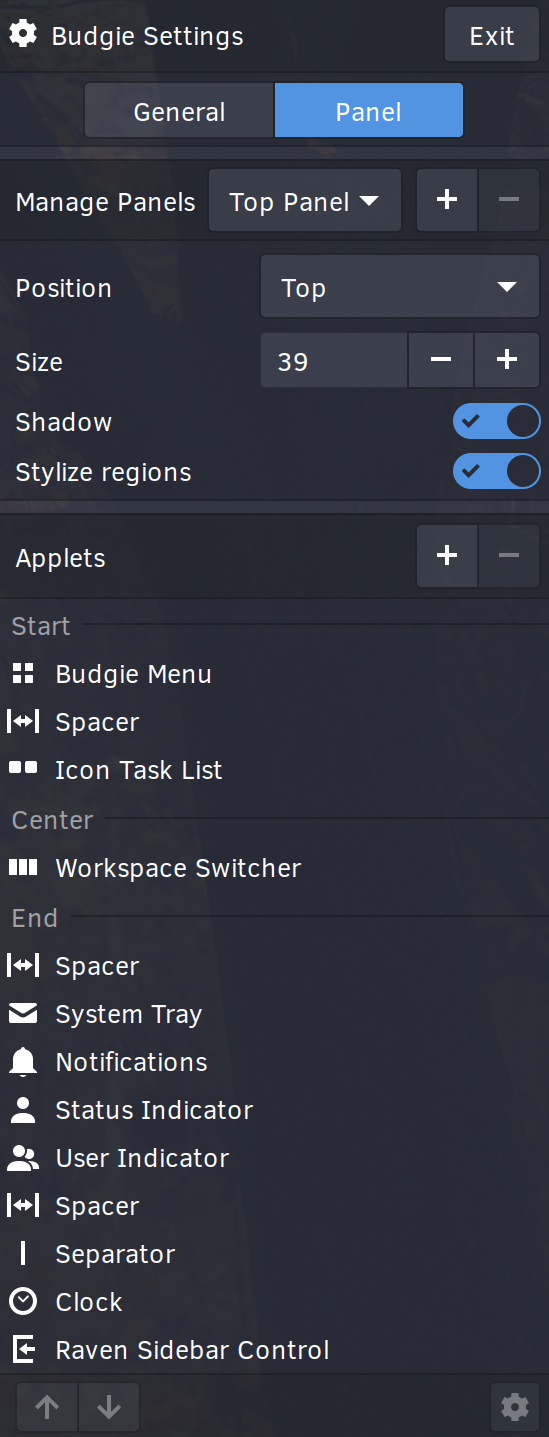 Budgie Settings Exit
General Panel
Manage Panels Top Panel
Position Top
Size 39
Shadow
Stylize regions
Applets
Start
Budgie Menu
Spacer
Icon Task List
Center
Workspace Switcher
End
Spacer
System Tray
Notifications
Status Indicator
User Indicator
Spacer
Separator
Clock
Raven Sidebar Control